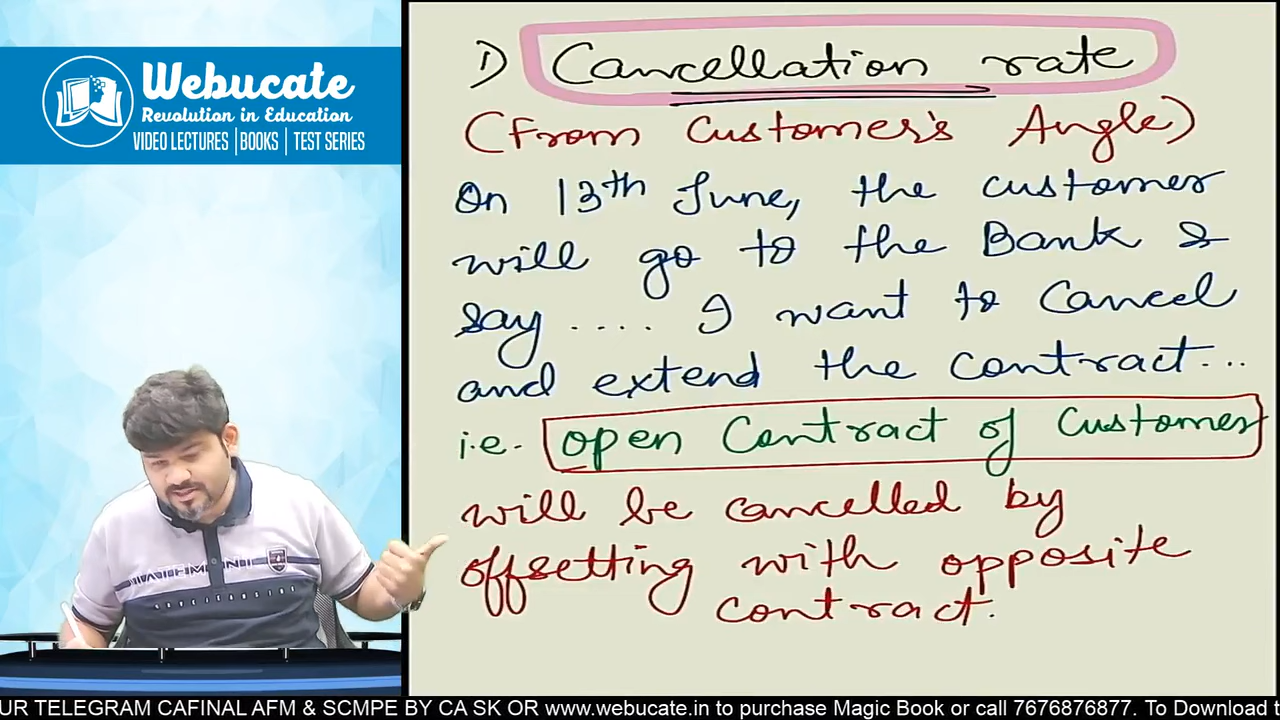 Webucate
Revolution in Education
VIDEO LECTURES | BOOKS | TEST SERIES
1) Cancellation rate
(From Customer's Angle)
On 13th June, the customer
will go to the Bank &
say .... I want to Cancel
and extend the contract...
i.e. open Contract of Customer
will be cancelled by
offsetting with opposite
contract.
UR TELEGRAM CAFINAL AFM & SCMPE BY CA SK OR www.webucate.in to purchase Magic Book or call 7676876877. To Download t